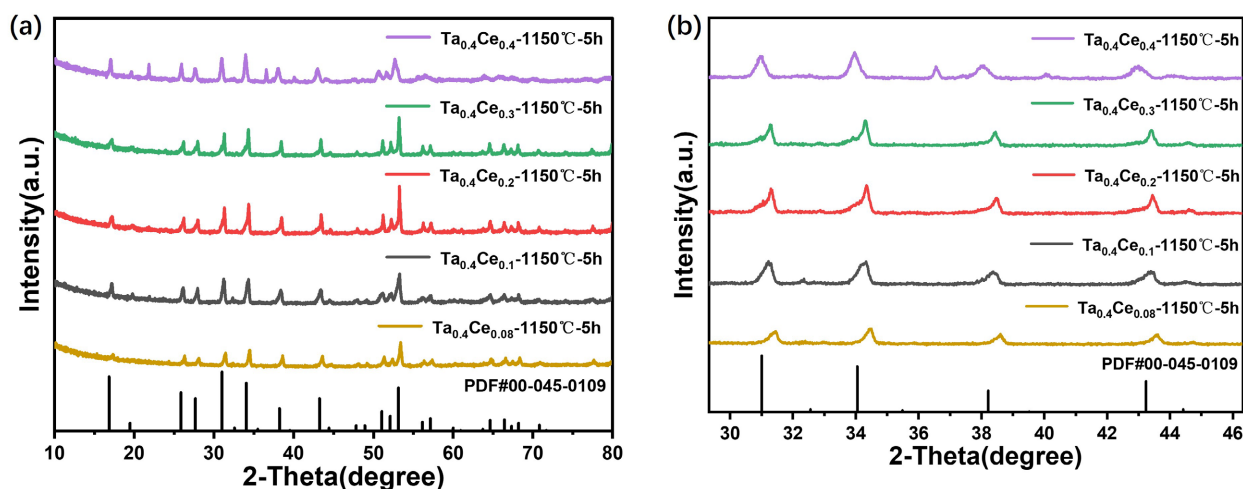 (a)
Ta0.4Ce0.4-1150℃-5h
Ta0.4Ce0.3-1150℃-5h
Ta0.4Ce0.2-1150℃-5h
Ta0.4Ce0.1-1150℃-5h
Ta0.4Ce0.08-1150℃-5h
PDF#00-045-0109
Intensity(a.u.)
10 20 30 40 50 60 70 80
2-Theta(degree)
(b)
Ta0.4Ce0.4-1150℃-5h
Ta0.4Ce0.3-1150℃-5h
Ta0.4Ce0.2-1150℃-5h
Ta0.4Ce0.1-1150℃-5h
Ta0.4Ce0.08-1150℃-5h
PDF#00-045-0109
Intensity(a.u.)
30 32 34 36 38 40 42 44 46
2-Theta(degree)